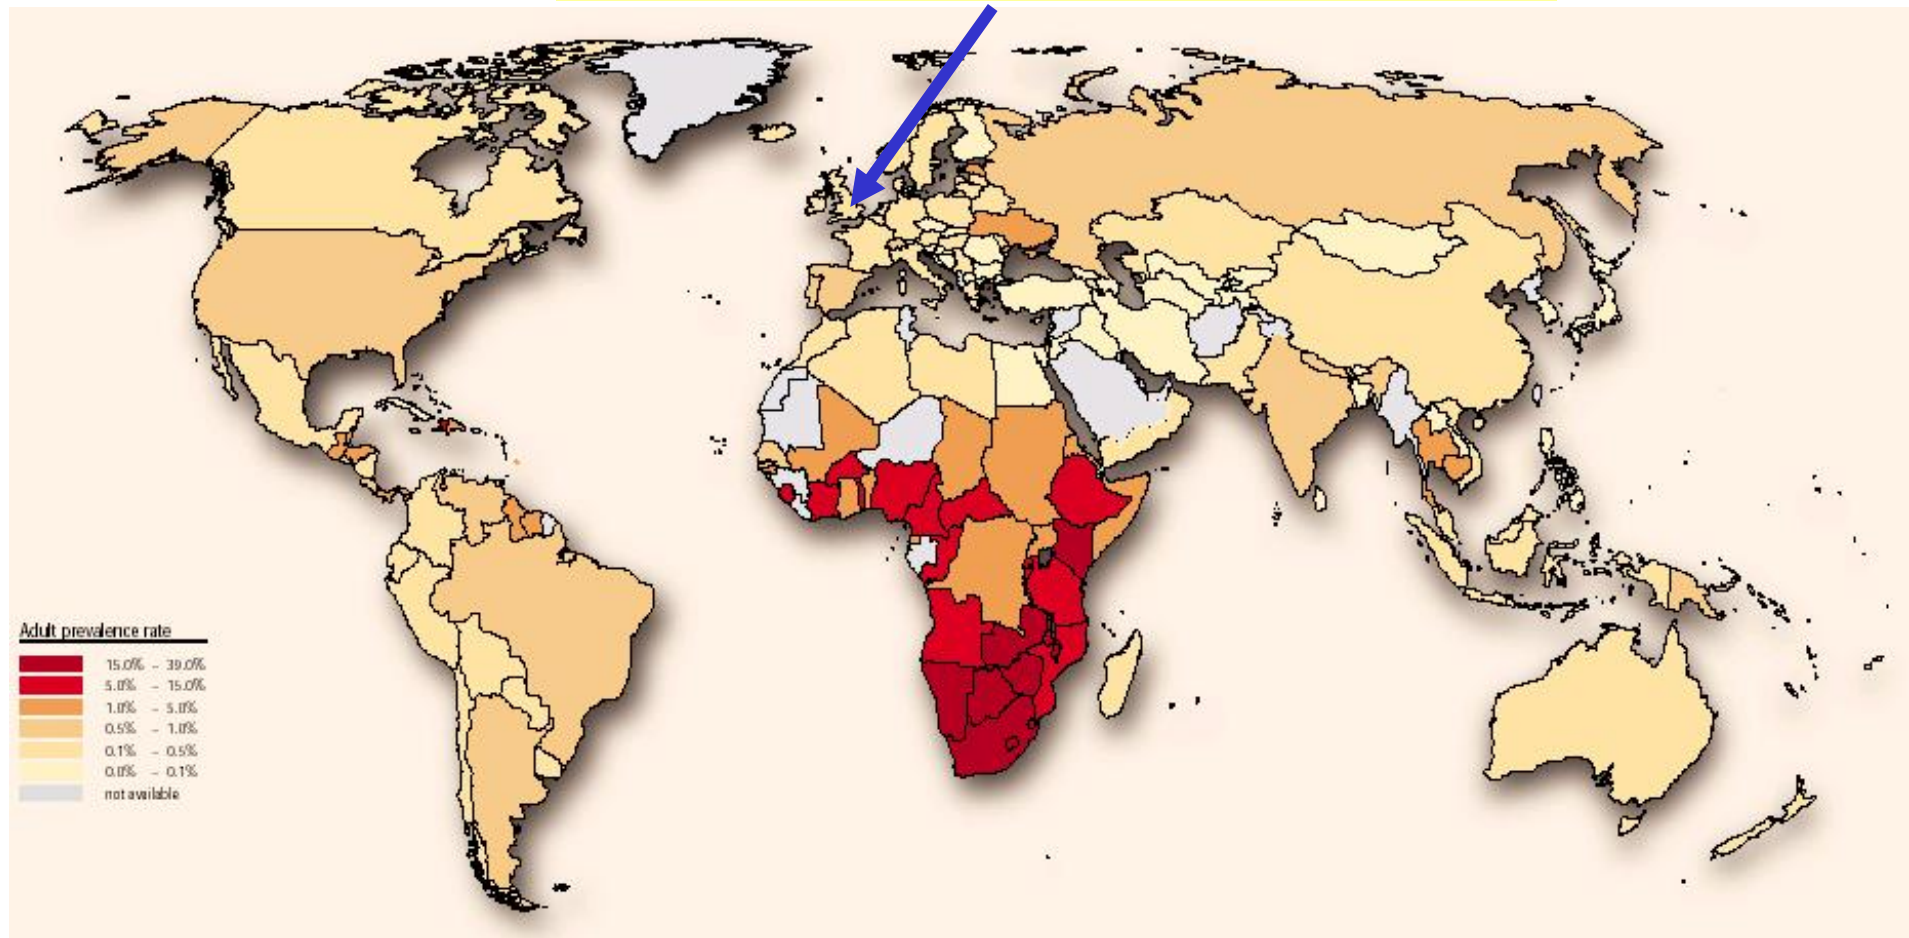 Adult prevalence rate
15.0% – 39.0%
5.0% – 15.0%
1.0% – 5.0%
0.5% – 1.0%
0.1% – 0.5%
0.0% – 0.1%
not available